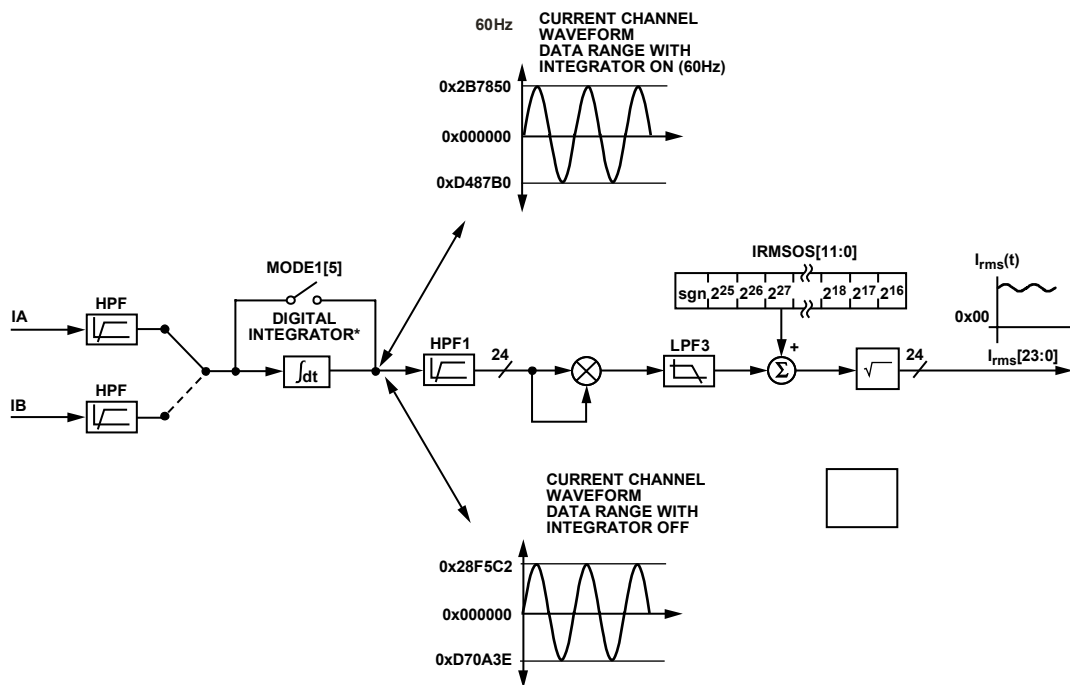 60Hz
CURRENT CHANNEL
WAVEFORM
DATA RANGE WITH
INTEGRATOR ON (60Hz)
0x2B7850
0x000000
0xD487B0
IRMSOS[11:0]
sgn 2^25 2^26 2^27 2^18 2^17 2^16
I_rms(t)
0x00
MODE1[5]
DIGITAL
INTEGRATOR*
IA
HPF
∫dt
HPF1
24
LPF3
+
Σ
√
24
I_rms[23:0]
IB
HPF
CURRENT CHANNEL
WAVEFORM
DATA RANGE WITH
INTEGRATOR OFF
0x28F5C2
0x000000
0xD70A3E